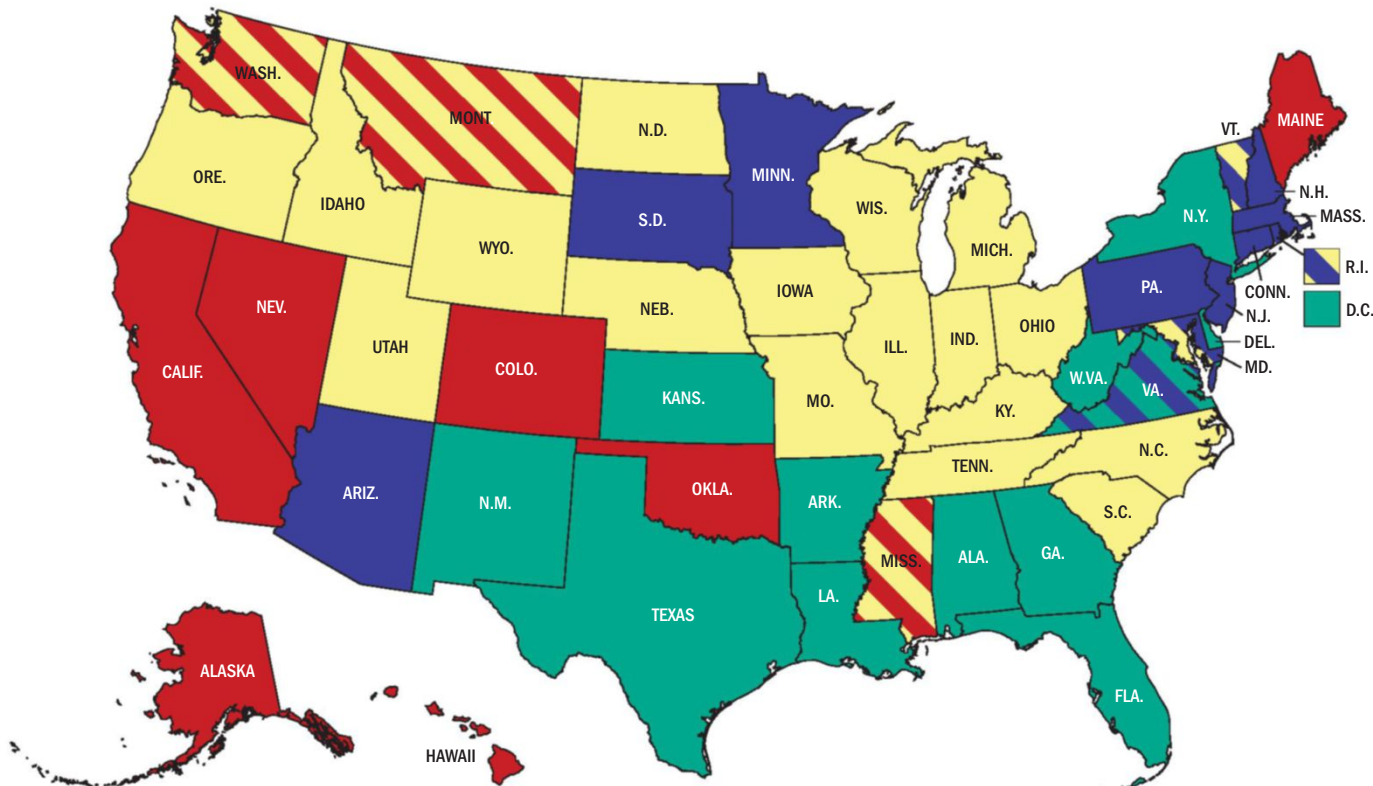 WASH.
MONT
N.D.
MINN.
ORE.
IDAHO
S.D.
WIS.
MICH.
WYO.
NEB.
IOWA
NEV.
UTAH
COLO.
CALIF.
KANS.
MO.
ILL.
IND.
OHIO
KY.
W.VA.
VA.
ARIZ.
N.M.
OKLA.
ARK.
TENN.
N.C.
S.C.
MISS.
ALA.
GA.
LA.
TEXAS
FLA.
ALASKA
HAWAII
MAINE
VT.
N.H.
MASS.
N.Y.
R.I.
CONN.
PA.
N.J.
D.C.
DEL.
MD.